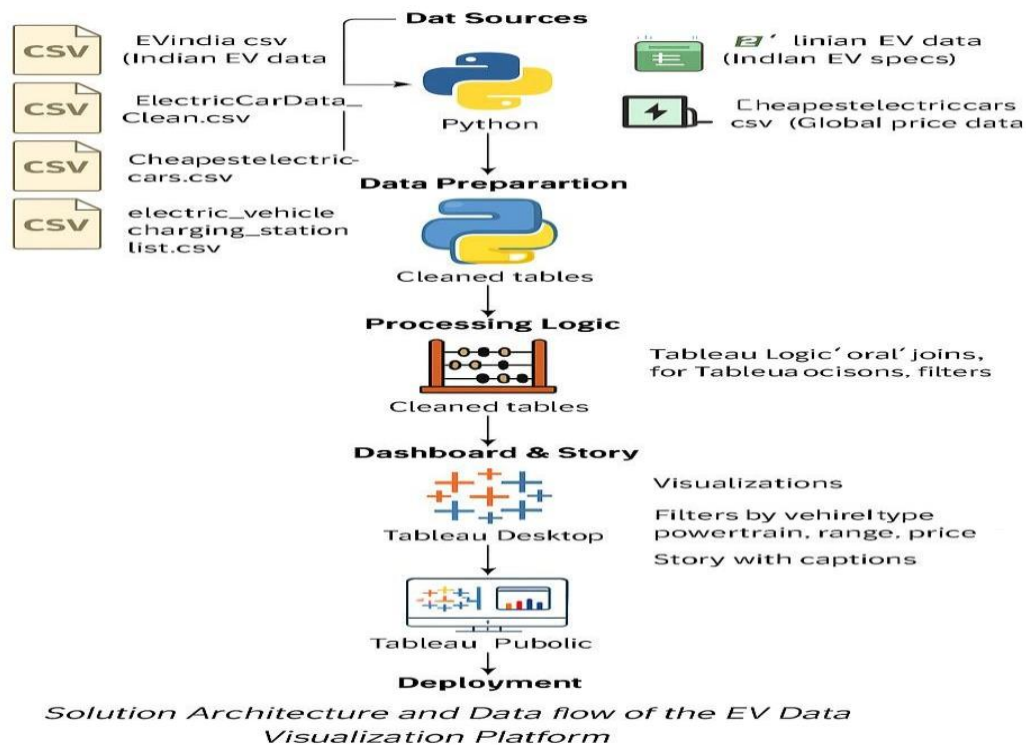 Dat Sources
CSV
EVindia csv
(Indian EV data
CSV
ElectricCarData_
Clean.csv
CSV
Cheapestelectric-
cars.csv
CSV
electric_vehicle
charging_station
list.csv
Python
2´ linian EV data
(Indian EV specs)
Cheapestelectriccars
csv (Global price data
Data Preparartion
Cleaned tables
Processing Logic
Cleaned tables
Tableau Logic´oral´joins,
for Tableua ocisons, filters
Dashboard & Story
Tableau Desktop
Visualizations
Filters by vehirel type
powertrain, range, price
Story with captions
Tableau Pubolic
Deployment
Solution Architecture and Data flow of the EV Data
Visualization Platform